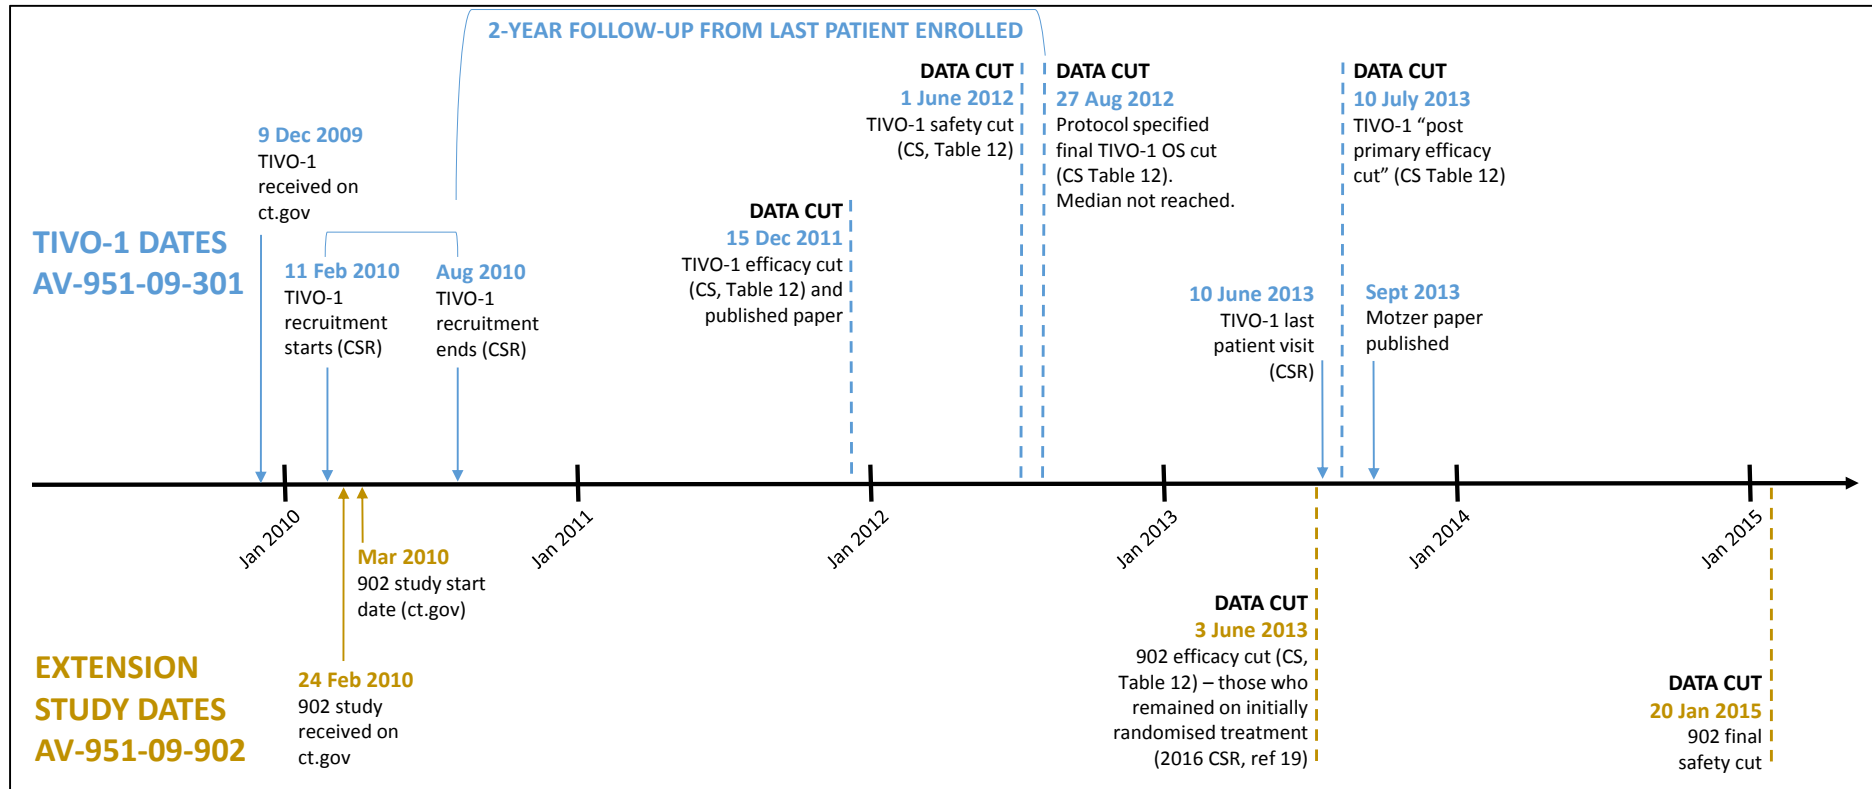 2-YEAR FOLLOW-UP FROM LAST PATIENT ENROLLED
TIVO-1 DATES
AV-951-09-301
9 Dec 2009
TIVO-1
received on
ct.gov
11 Feb 2010
TIVO-1
recruitment
starts (CSR)
Aug 2010
TIVO-1
recruitment
ends (CSR)
DATA CUT
15 Dec 2011
TIVO-1 efficacy cut
(CS, Table 12) and
published paper
DATA CUT
1 June 2012
TIVO-1 safety cut
(CS, Table 12)
DATA CUT
27 Aug 2012
Protocol specified
final TIVO-1 OS cut
(CS Table 12).
Median not reached.
10 June 2013
TIVO-1 last
patient visit
(CSR)
DATA CUT
10 July 2013
TIVO-1 “post
primary efficacy
cut” (CS Table 12)
Sept 2013
Motzer paper
published
Jan 2010
Jan 2011
Jan 2012
Jan 2013
Jan 2014
Jan 2015
EXTENSION
STUDY DATES
AV-951-09-902
24 Feb 2010
902 study
received on
ct.gov
Mar 2010
902 study start
date (ct.gov)
DATA CUT
3 June 2013
902 efficacy cut (CS,
Table 12) – those who
remained on initially
randomised treatment
(2016 CSR, ref 19)
DATA CUT
20 Jan 2015
902 final
safety cut